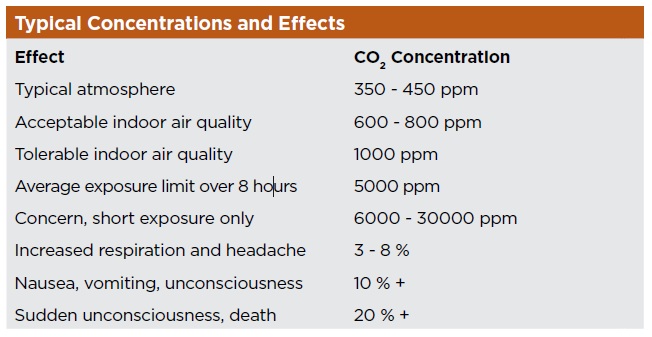 Typical Concentrations and Effects
Effect CO₂ Concentration
Typical atmosphere 350 - 450 ppm
Acceptable indoor air quality 600 - 800 ppm
Tolerable indoor air quality 1000 ppm
Average exposure limit over 8 hours 5000 ppm
Concern, short exposure only 6000 - 30000 ppm
Increased respiration and headache 3 - 8 %
Nausea, vomiting, unconsciousness 10 % +
Sudden unconsciousness, death 20 % +